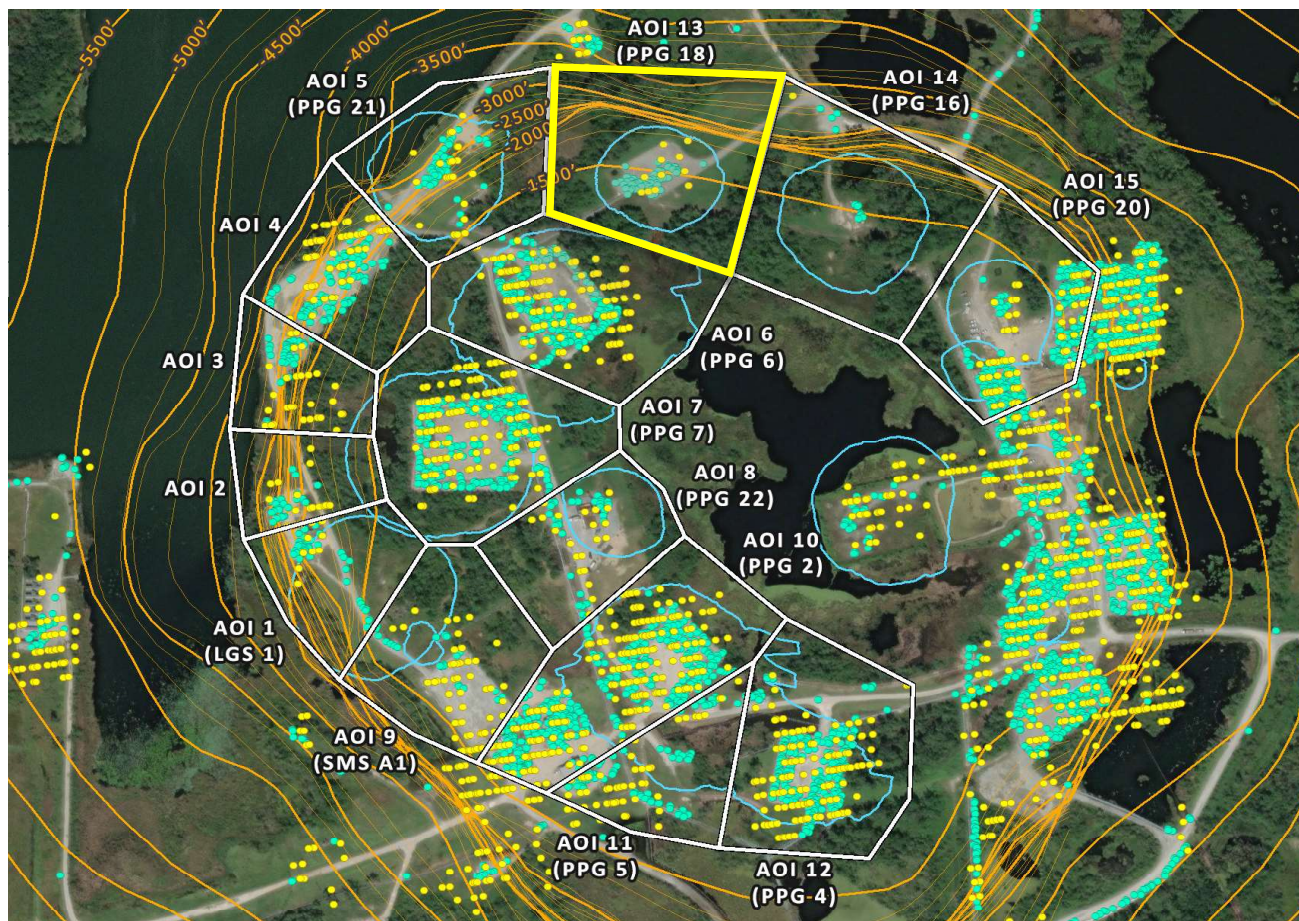 -5500'
-5000'
-4500'
-4000'
-3500'
-3000'
-2500'
-2000'
-1500'
AOI 13
(PPG 18)
AOI 14
(PPG 16)
AOI 5
(PPG 21)
AOI 15
(PPG 20)
AOI 4
AOI 3
AOI 6
(PPG 6)
AOI 7
(PPG 7)
AOI 2
AOI 8
(PPG 22)
AOI 10
(PPG 2)
AOI 1
(LGS 1)
AOI 9
(SMS A1)
AOI 11
(PPG 5)
AOI 12
(PPG 4)